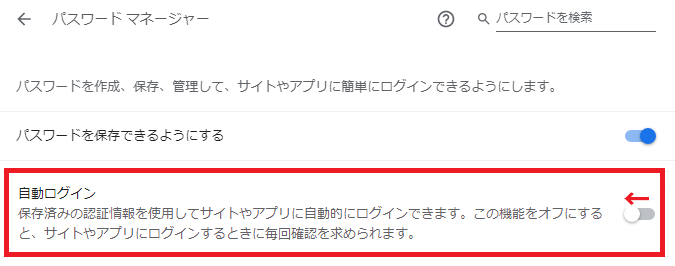 パスワード マネージャー
パスワードを検索
パスワードを作成、保存、管理して、サイトやアプリに簡単にログインできるようにします。
パスワードを保存できるようにする
自動ログイン
保存済みの認証情報を使用してサイトやアプリに自動的にログインできます。この機能をオフにする
と、サイトやアプリにログインするときに毎回確認を求められます。